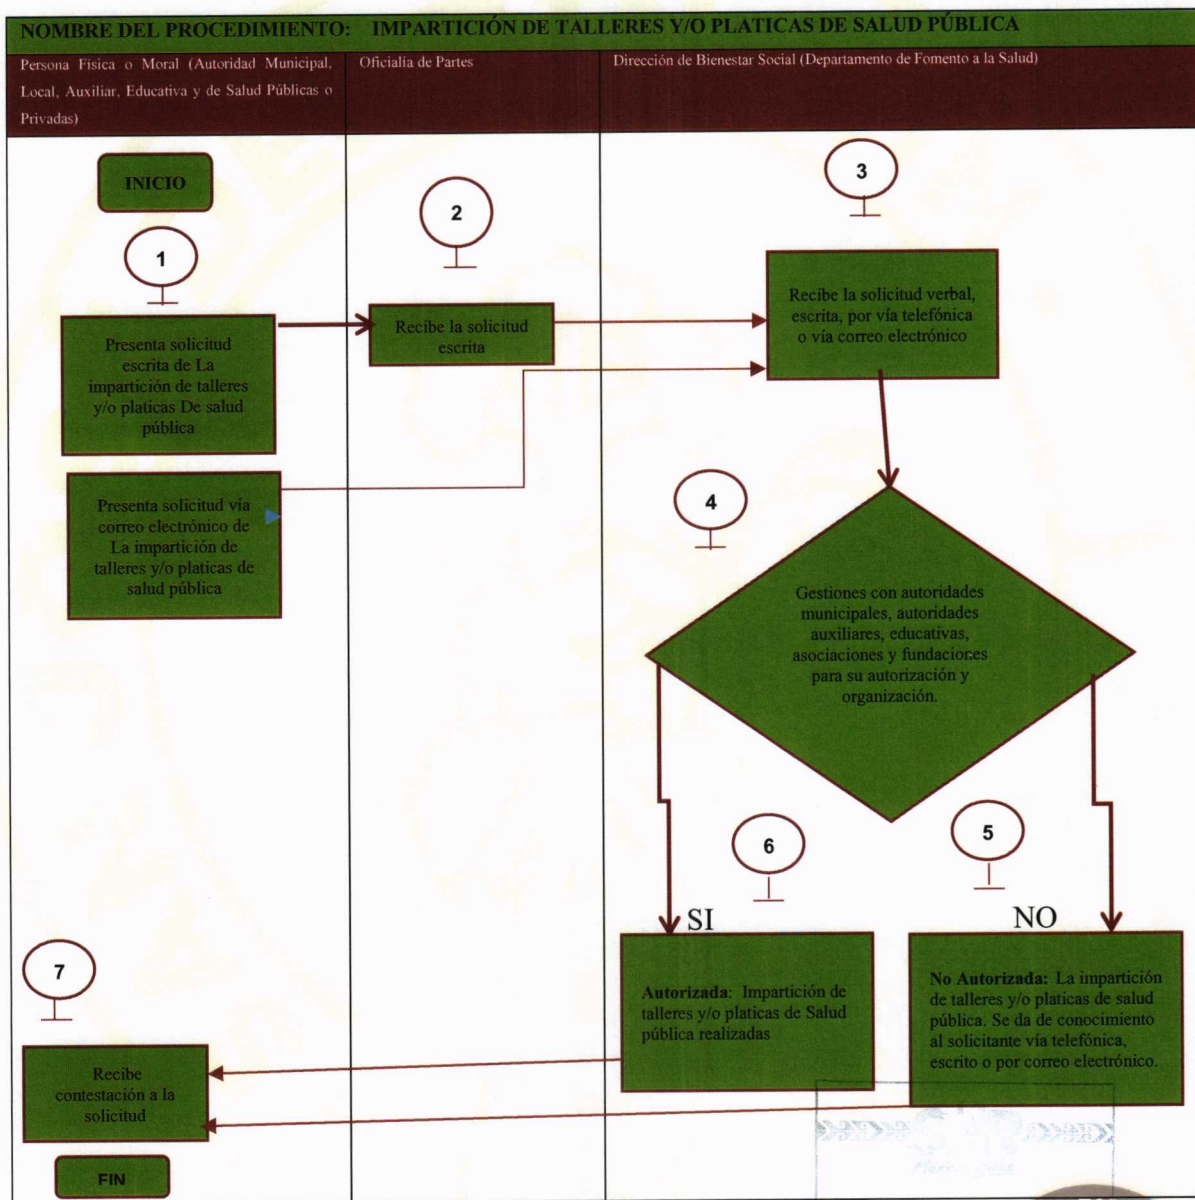 NOMBRE DEL PROCEDIMIENTO: IMPARTICIÓN DE TALLERES Y/O PLATICAS DE SALUD PÚBLICA
Persona Física o Moral (Autoridad Municipal,
Local, Auxiliar, Educativa y de Salud Públicas o
Privadas)
Oficialía de Partes
Dirección de Bienestar Social (Departamento de Fomento a la Salud)
INICIO
1
Presenta solicitud
escrita de La
impartición de talleres
y/o platicas De salud
pública
Presenta solicitud vía
correo electrónico de
La impartición de
talleres y/o platicas de
salud pública
2
Recibe la solicitud
escrita
3
Recibe la solicitud verbal,
escrita, por vía telefónica
o vía correo electrónico
4
Gestiones con autoridades
municipales, autoridades
auxiliares, educativas,
asociaciones y fundaciones
para su autorización y
organización.
5
NO
No Autorizada: La impartición
de talleres y/o platicas de salud
pública. Se da de conocimiento
al solicitante vía telefónica,
escrito o por correo electrónico.
6
SI
Autorizada: Impartición de
talleres y/o platicas de Salud
pública realizadas
7
Recibe
contestación a la
solicitud
FIN